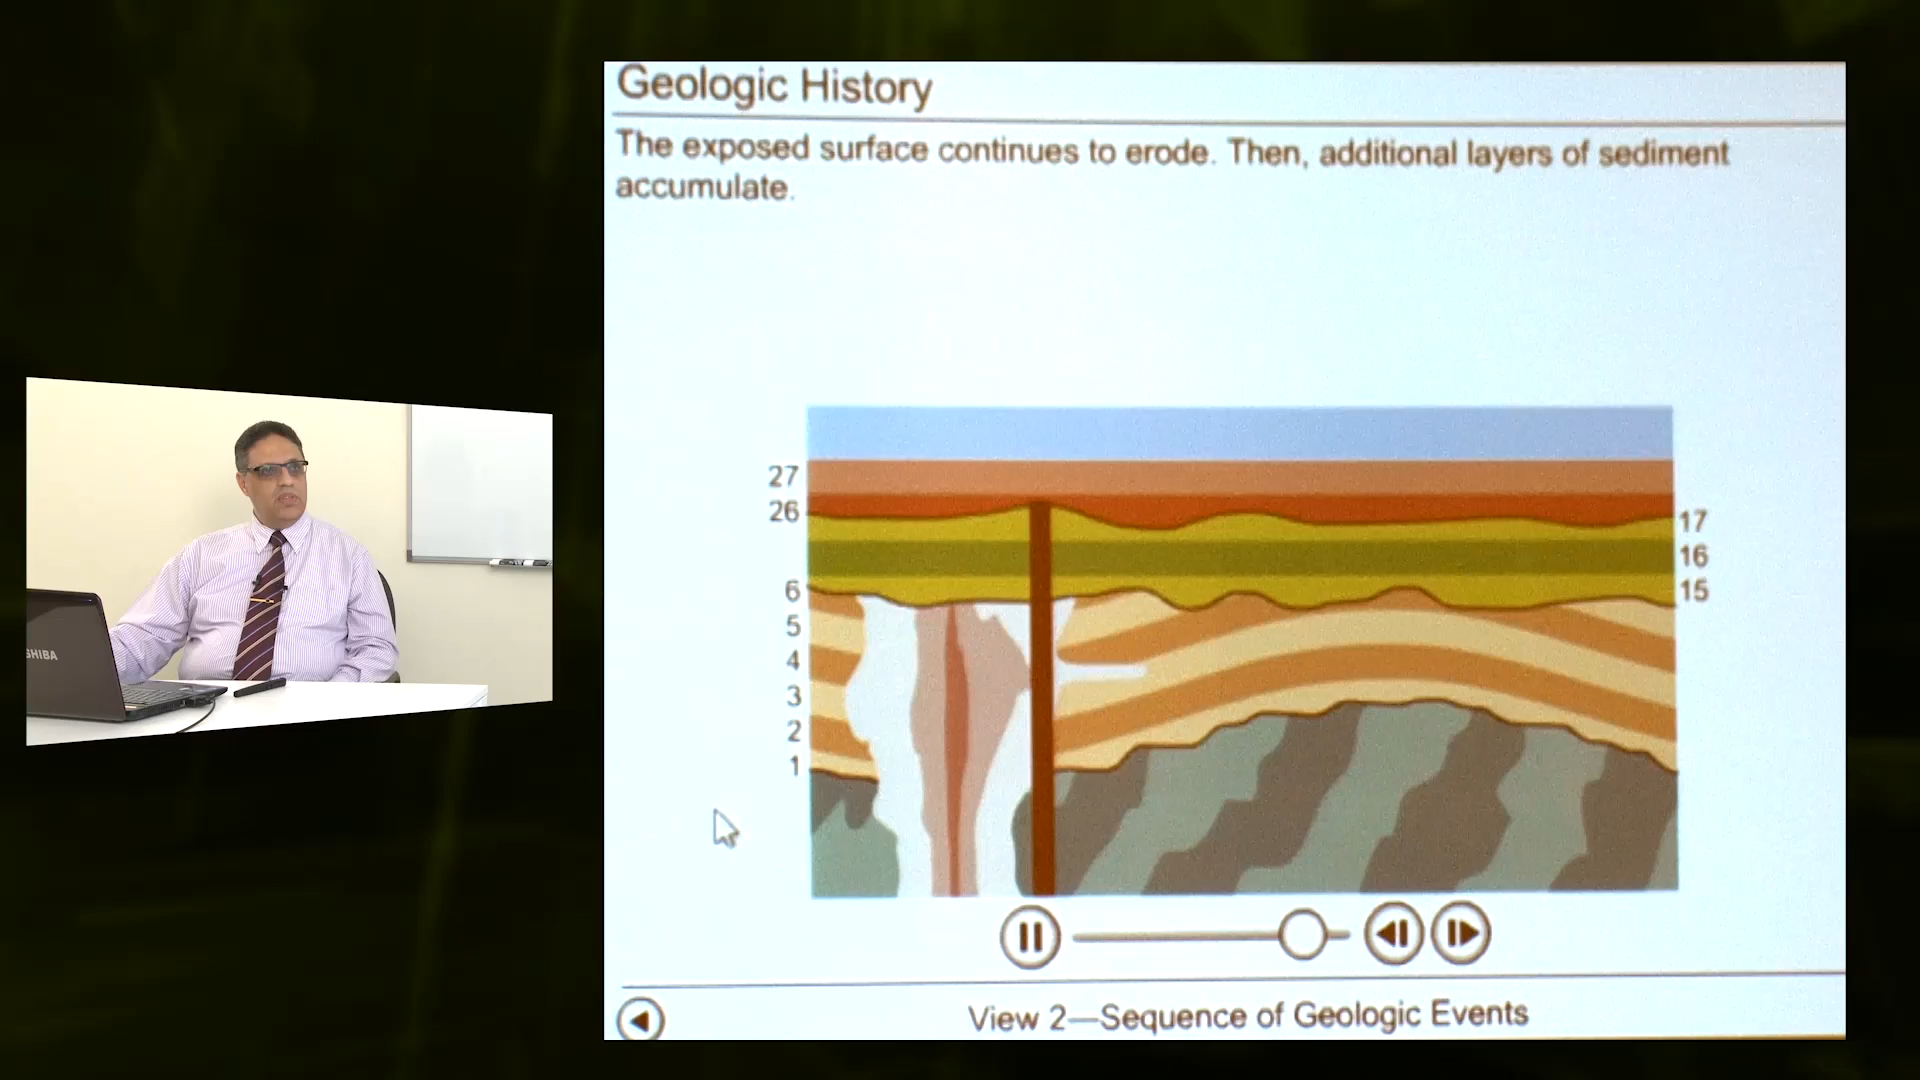 Geologic History
The exposed surface continues to erode. Then, additional layers of sediment
accumulate.
27
26
6
5
4
3
2
1
17
16
15
View 2—Sequence of Geologic Events
SHIBA